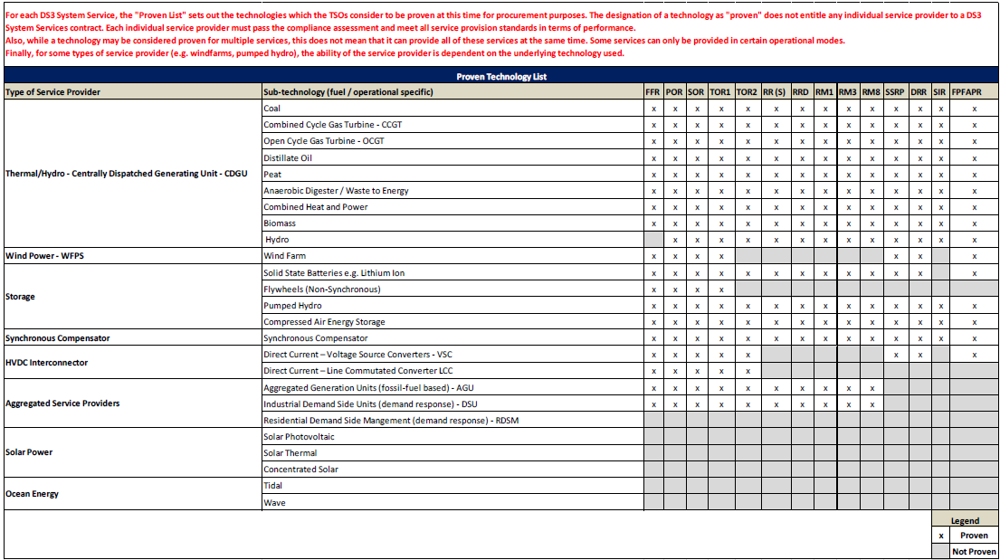 For each DS3 System Service, the "Proven List" sets out the technologies which the TSOs consider to be proven at this time for procurement purposes. The designation of a technology as "proven" does not entitle any individual service provider to a DS3
System Services contract. Each individual service provider must pass the compliance assessment and meet all service provision standards in terms of performance.
Also, while a technology may be considered proven for multiple services, this does not mean that it can provide all of these services at the same time. Some services can only be provided in certain operational modes.
Finally, for some types of service provider (e.g. windfarms, pumped hydro), the ability of the service provider is dependent on the underlying technology used.
Proven Technology List
Type of Service Provider Sub-technology (fuel / operational specific) FFR POR SOR TOR1 TOR2 RR (S) RRD RM1 RM3 RM8 SSRP DRR SIR FPFAPR
Coal x x x x x x x x x x x x x x
Combined Cycle Gas Turbine - CCGT x x x x x x x x x x x x x x
Open Cycle Gas Turbine - OCGT x x x x x x x x x x x x x x
Distillate Oil x x x x x x x x x x x x x x
Thermal/Hydro - Centrally Dispatched Generating Unit - CDGU Peat x x x x x x x x x x x x x x
Anaerobic Digester / Waste to Energy x x x x x x x x x x x x x x
Combined Heat and Power x x x x x x x x x x x x x x
Biomass x x x x x x x x x x x x x x
Hydro x x x x x x x x x x x x x
Wind Power - WFPS Wind Farm x x x x x x x
Solid State Batteries e.g. Lithium Ion x x x x x x x x x x x x x
Storage Flywheels (Non-Synchronous) x x x x
Pumped Hydro x x x x x x x x x x x x x x
Compressed Air Energy Storage x x x x x x x x x x x x x x
Synchronous Compensator Synchronous Compensator x x x x x x x x x x x x x x
HVDC Interconnector Direct Current – Voltage Source Converters - VSC x x x x x x x x
Direct Current – Line Commutated Converter LCC x x x x x
Aggregated Generation Units (fossil-fuel based) - AGU x x x x x x x x x x
Aggregated Service Providers Industrial Demand Side Units (demand response) - DSU x x x x x x x x x x
Residential Demand Side Mangement (demand response) - RDSM
Solar Photovoltaic
Solar Power Solar Thermal
Concentrated Solar
Ocean Energy Tidal
Wave
Legend
x Proven
Not Proven